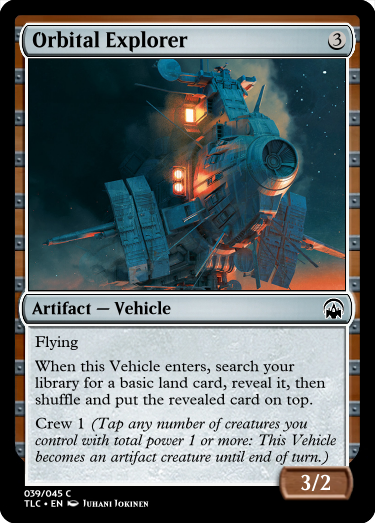 Orbital Explorer 3
Artifact — Vehicle
Flying
When this Vehicle enters, search your
library for a basic land card, reveal it, then
shuffle and put the revealed card on top.
Crew 1 (Tap any number of creatures you
control with total power 1 or more: This Vehicle
becomes an artifact creature until end of turn.)
3/2
039/045 C
TLC • EN Juhani Jokinen